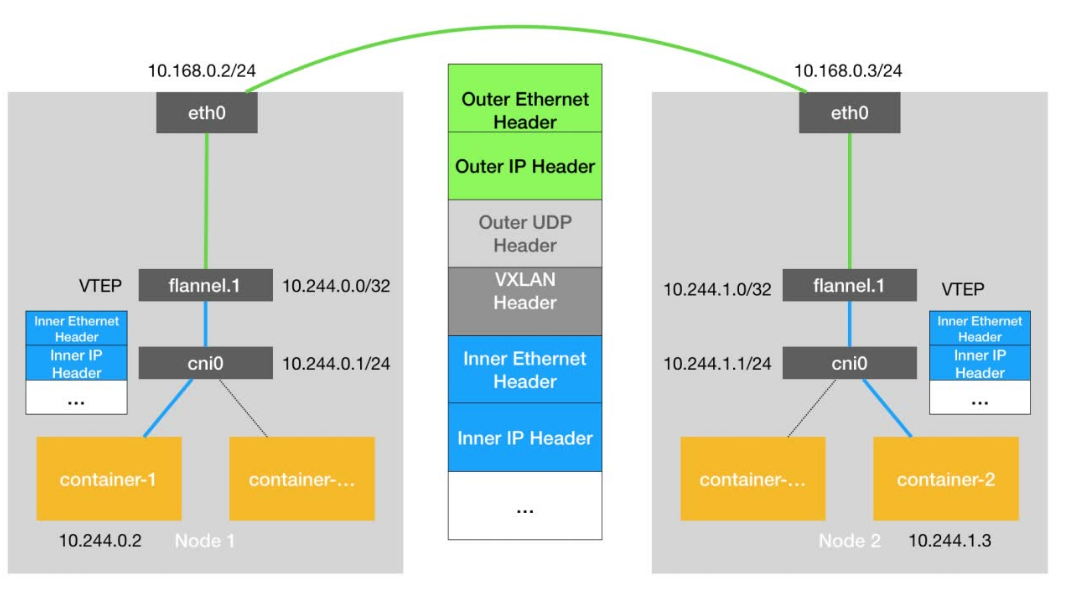 10.168.0.2/24
10.168.0.3/24
eth0
Outer Ethernet
Header
eth0
Outer IP Header
Outer UDP
Header
VTEP
flannel.1
10.244.0.0/32
VXLAN
Header
10.244.1.0/32
flannel.1
VTEP
Inner Ethernet
Header
Inner IP
Header
...
cni0
10.244.0.1/24
Inner Ethernet
Header
10.244.1.1/24
cni0
Inner Ethernet
Header
Inner IP
Header
...
Inner IP Header
container-1
container-...
...
container-...
container-2
10.244.0.2
Node 1
Node 2
10.244.1.3